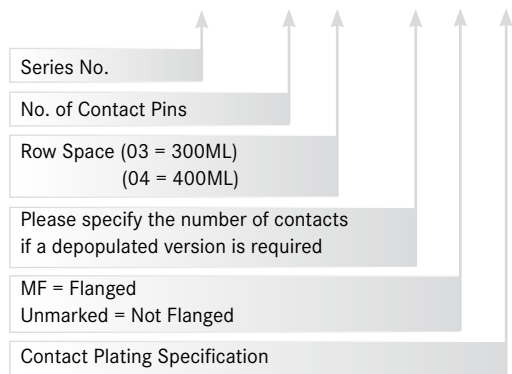 Series No.
No. of Contact Pins
Row Space (03 = 300ML)
(04 = 400ML)
Please specify the number of contacts
if a depopulated version is required
MF = Flanged
Unmarked = Not Flanged
Contact Plating Specification